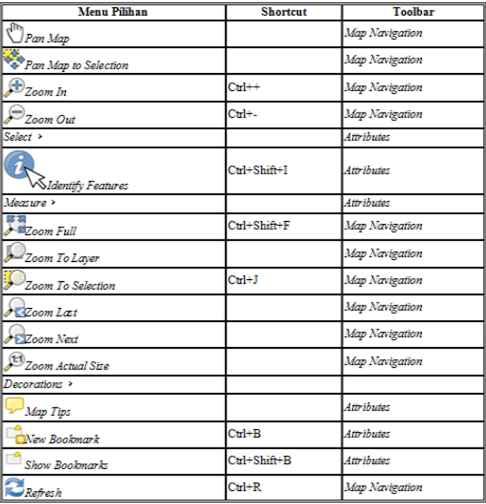 Menu Pilihan Shortcut Toolbar
Pan Map Map Navigation
Pan Map to Selection Map Navigation
Zoom In Ctrl++ Map Navigation
Zoom Out Ctrl+- Map Navigation
Select › Attributes
Identify Features Ctrl+Shift+I Attributes
Measure › Attributes
Zoom Full Ctrl+Shift+F Map Navigation
Zoom To Layer Map Navigation
Zoom To Selection Ctrl+J Map Navigation
Zoom Last Map Navigation
Zoom Next Map Navigation
1:1 Zoom Actual Size Map Navigation
Decorations ›
Map Tips Attributes
New Bookmark Ctrl+B Attributes
Show Bookmarks Ctrl+Shift+B Attributes
Refresh Ctrl+R Map Navigation